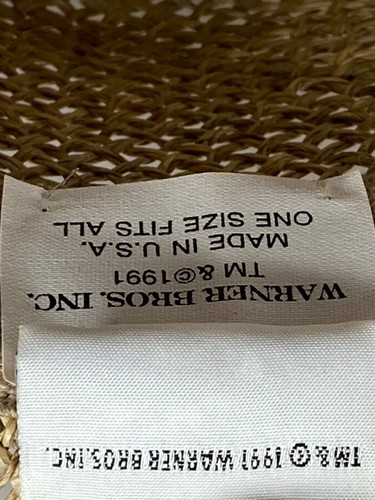 TM & © 1991 WARNER BROS.,INC.
WARNER BROS. INC.
TM & ©1991
MADE IN U.S.A.
ONE SIZE FITS ALL